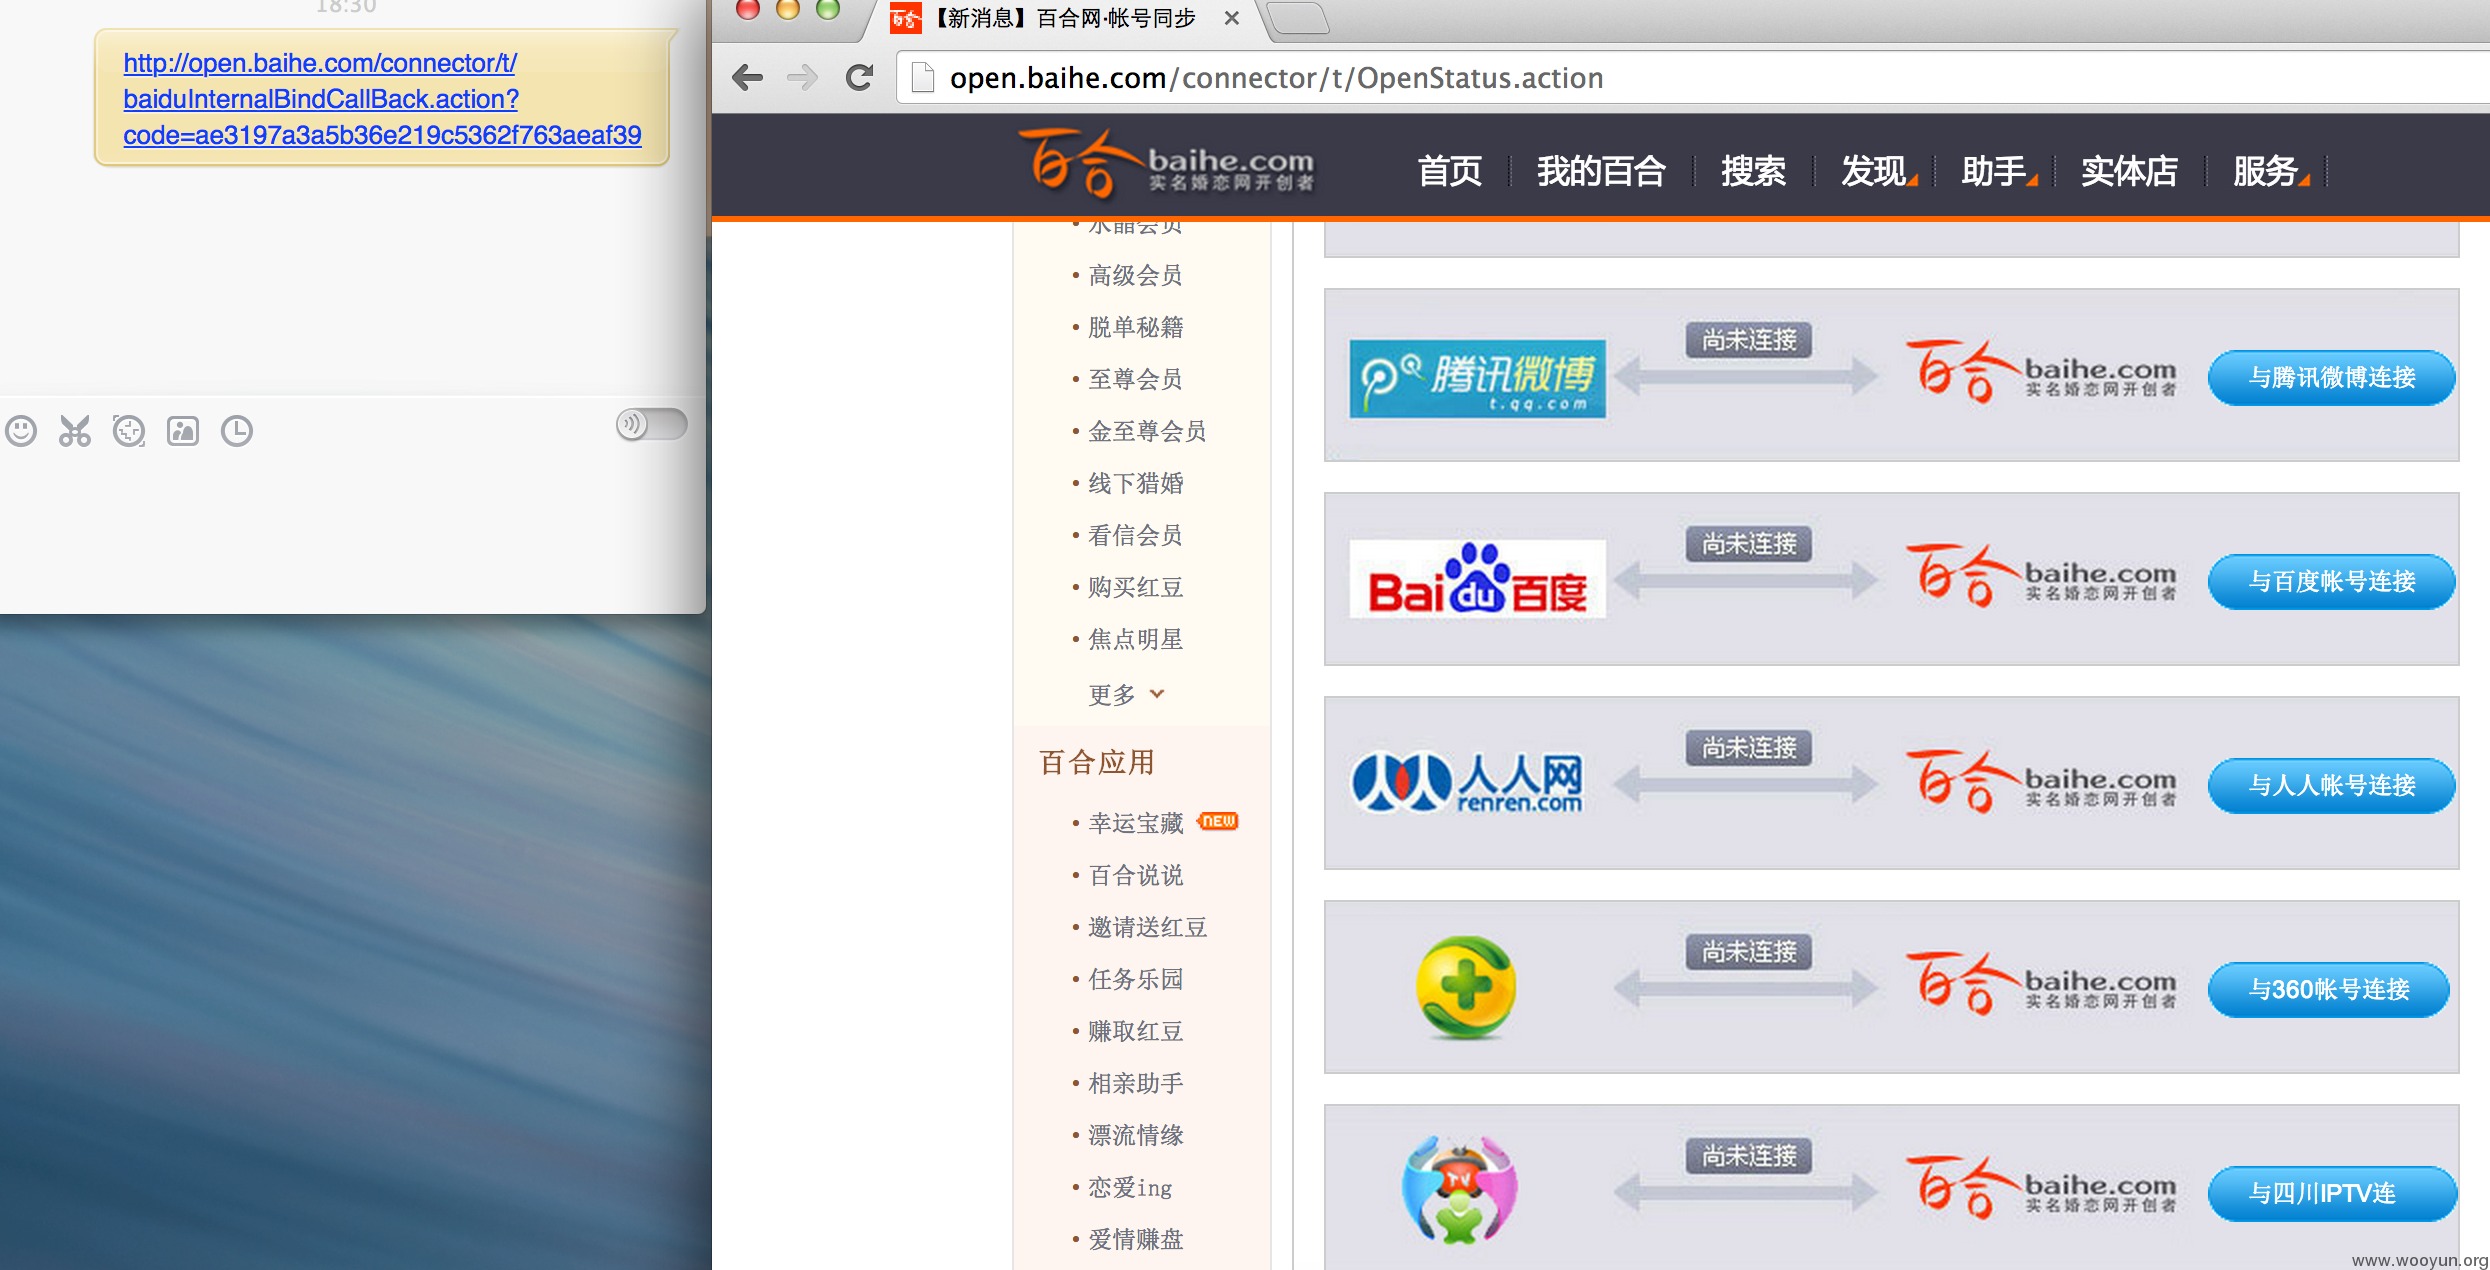 18:30
http://open.baihe.com/connector/t/
baiduInternalBindCallBack.action?
code=ae3197a3a5b36e219c5362f763aeaf39
【新消息】百合网·帐号同步
open.baihe.com/connector/t/OpenStatus.action
百合 baihe.com
实名婚恋网开创者
首页 我的百合 搜索 发现 助手 实体店 服务
水晶会员
高级会员
脱单秘籍
至尊会员
金至尊会员
线下猎婚
看信会员
购买红豆
焦点明星
更多
百合应用
幸运宝藏 NEW
百合说说
邀请送红豆
任务乐园
赚取红豆
相亲助手
漂流情缘
恋爱ing
爱情赚盘
腾讯微博
t.qq.com
尚未连接
百合 baihe.com
实名婚恋网开创者
与腾讯微博连接
Bai du 百度
尚未连接
百合 baihe.com
实名婚恋网开创者
与百度帐号连接
人人网
renren.com
尚未连接
百合 baihe.com
实名婚恋网开创者
与人人帐号连接
尚未连接
百合 baihe.com
实名婚恋网开创者
与360帐号连接
TV
尚未连接
百合 baihe.com
实名婚恋网开创者
与四川IPTV连
www.wooyun.org